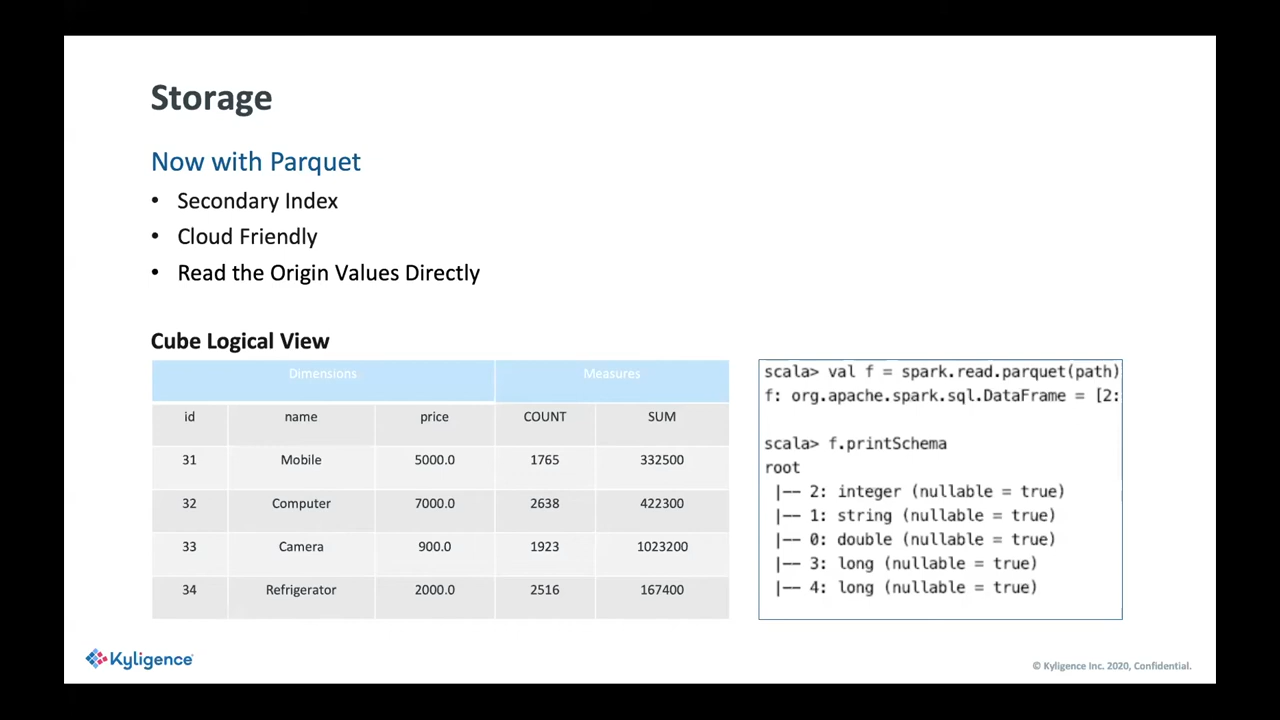 Storage
Now with Parquet
• Secondary Index
• Cloud Friendly
• Read the Origin Values Directly
Cube Logical View
Dimensions Measures
id name price COUNT SUM
31 Mobile 5000.0 1765 332500
32 Computer 7000.0 2638 422300
33 Camera 900.0 1923 1023200
34 Refrigerator 2000.0 2516 167400
scala> val f = spark.read.parquet(path)
f: org.apache.spark.sql.DataFrame = [2:
scala> f.printSchema
root
|-- 2: integer (nullable = true)
|-- 1: string (nullable = true)
|-- 0: double (nullable = true)
|-- 3: long (nullable = true)
|-- 4: long (nullable = true)
Kyligence
© Kyligence Inc. 2020, Confidential.